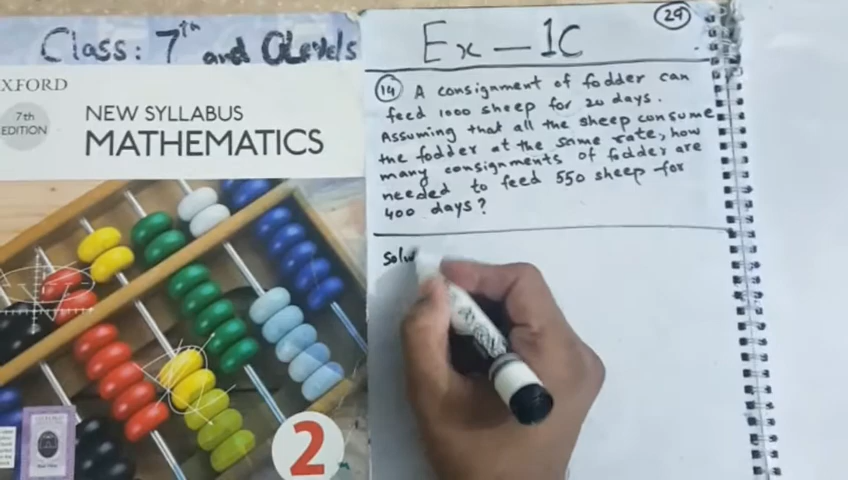 Class: 7th and OLevels
OXFORD
7th
EDITION
NEW SYLLABUS
MATHEMATICS
2
Ex - 1C
29
14 A consignment of fodder can
feed 1000 sheep for 20 days.
Assuming that all the sheep consume
the fodder at the same rate, how
many consignments of fodder are
needed to feed 550 sheep for
400 days?
Solu